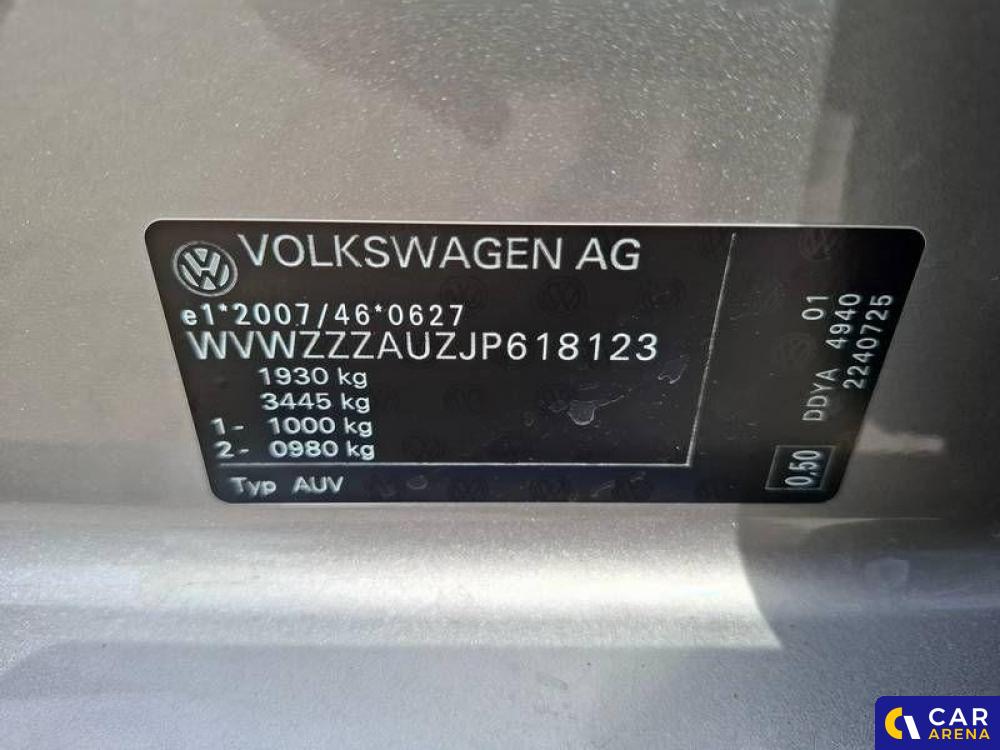 VOLKSWAGEN AG
e1*2007/46*0627
WVWZZZAUZJP618123
1930 kg
3445 kg
1- 1000 kg
2- 0980 kg
Typ AUV
01
DDYA 4940
2240725
0,50
CAR
ARENA